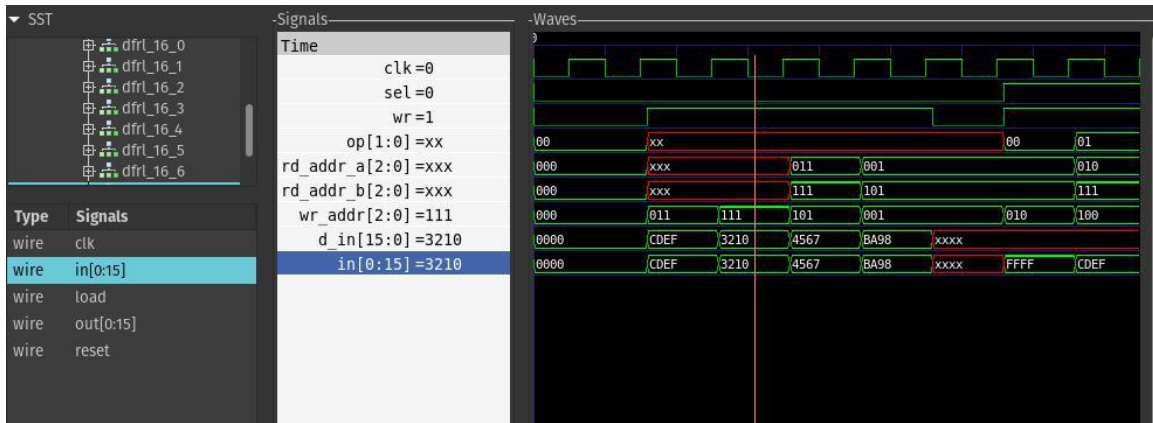 SST
dfrl_16_0
dfrl_16_1
dfrl_16_2
dfrl_16_3
dfrl_16_4
dfrl_16_5
dfrl_16_6
Type Signals
wire clk
wire in[0:15]
wire load
wire out[0:15]
wire reset
Signals
Time
clk =0
sel =0
wr =1
op[1:0] =xx
rd_addr_a[2:0] =xxx
rd_addr_b[2:0] =xxx
wr_addr[2:0] =111
d_in[15:0] =3210
in[0:15] =3210
Waves
00 xx 00 01
000 xxx 011 001 010
000 xxx 111 101 111
000 011 111 101 001 010 100
0000 CDEF 3210 4567 BA98 xxxx
0000 CDEF 3210 4567 BA98 xxxx FFFF CDEF